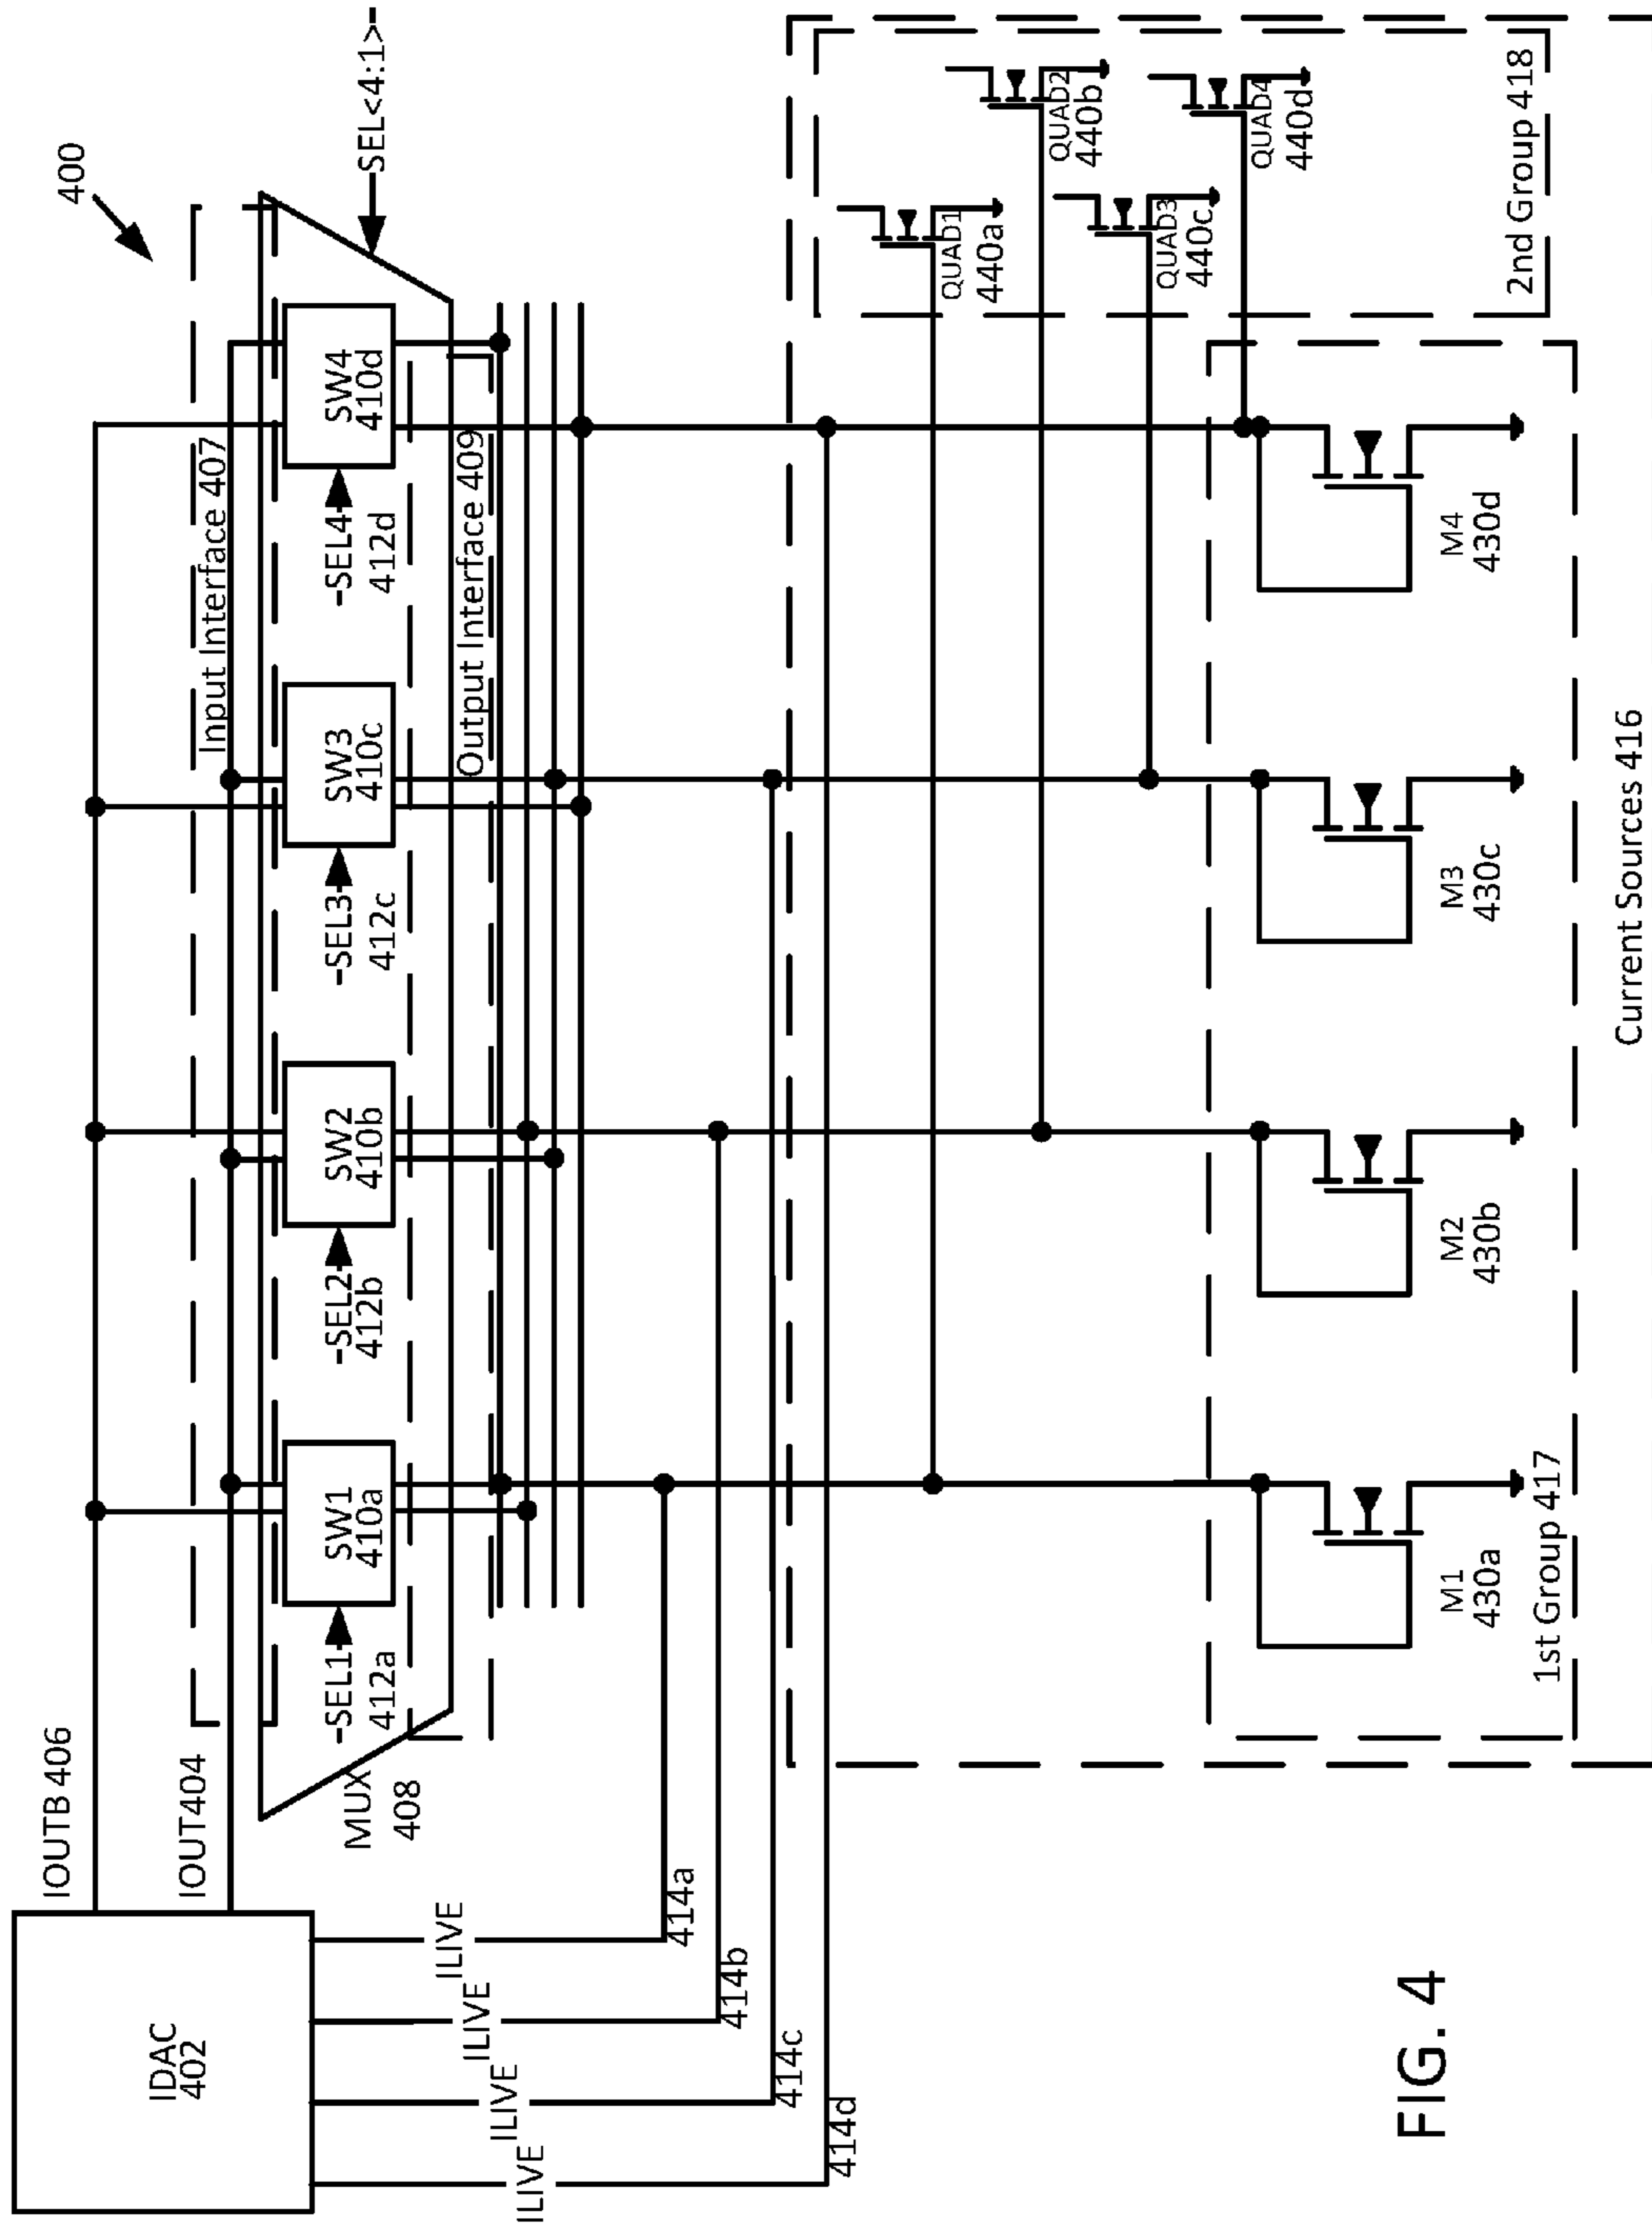 400
IOUTB 406
IOUT404
Input Interface 407
SEL<4:1>
IDAC
402
MUX
408
SEL1
412a
SW1
410a
SEL2
412b
SW2
410b
SEL3
412c
SW3
410c
SEL4
412d
SW4
410d
Output Interface 409
ILIVE
414a
ILIVE
414b
ILIVE
414c
ILIVE
414d
QUAD1
440a
QUAD2
440b
QUAD3
440c
QUAD4
440d
2nd Group 418
M1
430a
M2
430b
M3
430c
M4
430d
1st Group 417
Current Sources 416
FIG. 4